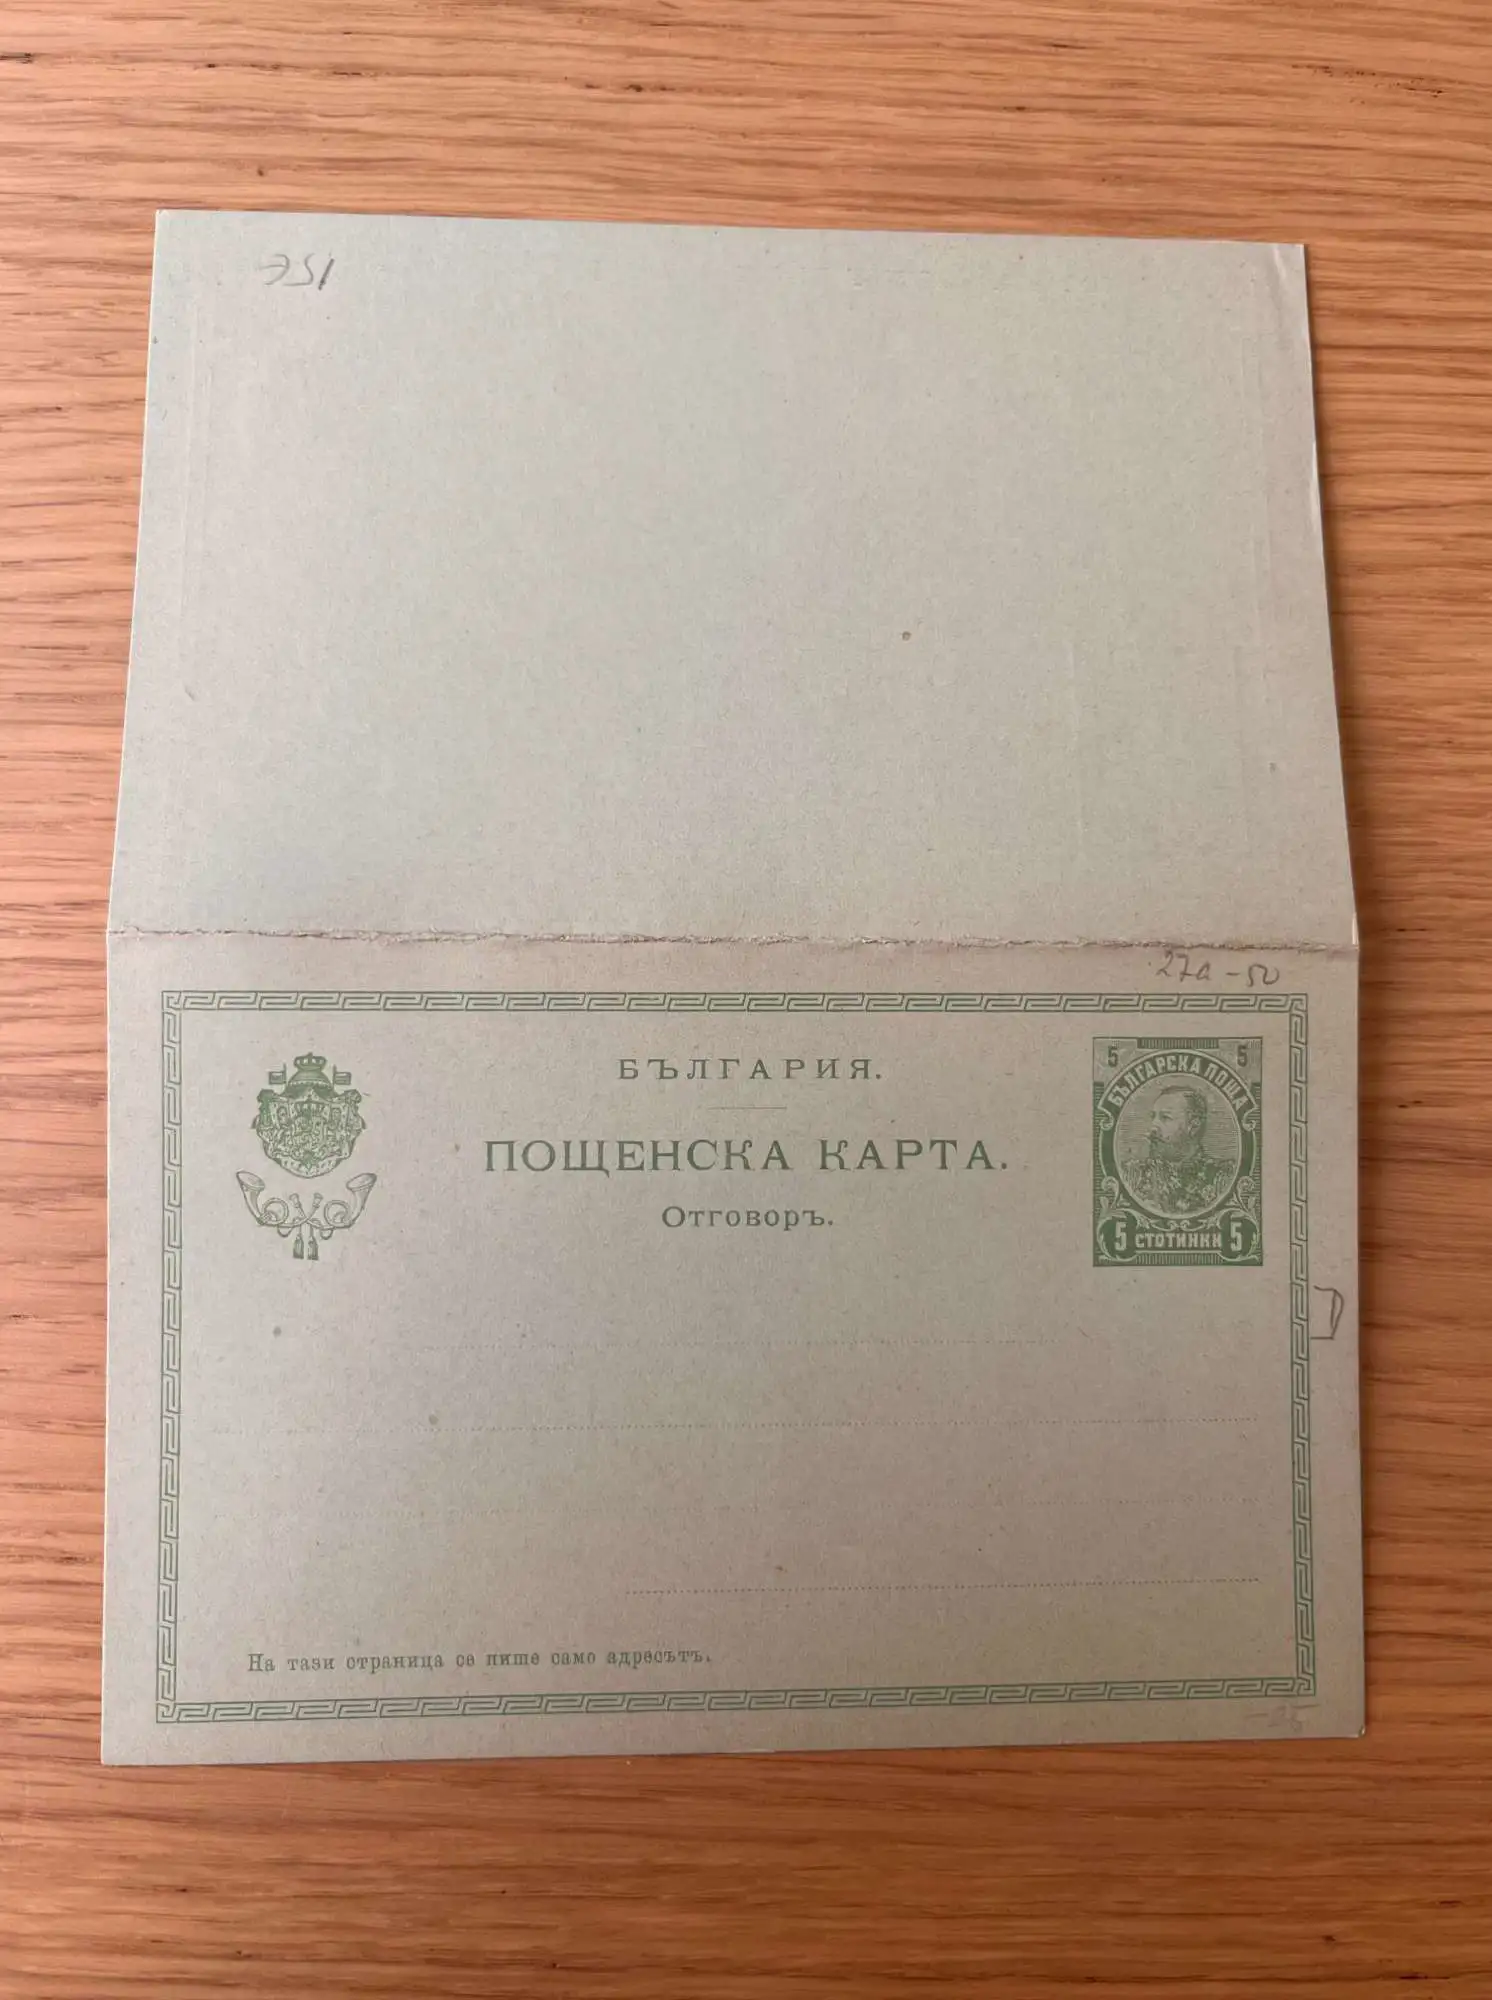 27a -50
БЪЛГАРИЯ.
ПОЩЕНСКА КАРТА.
Отговоръ.
5 5
БЪЛГАРСКА ПОЩА
5 СТОТИНКИ 5
На тази страница се пише само адресътъ.
-25